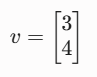 v = [3
4]